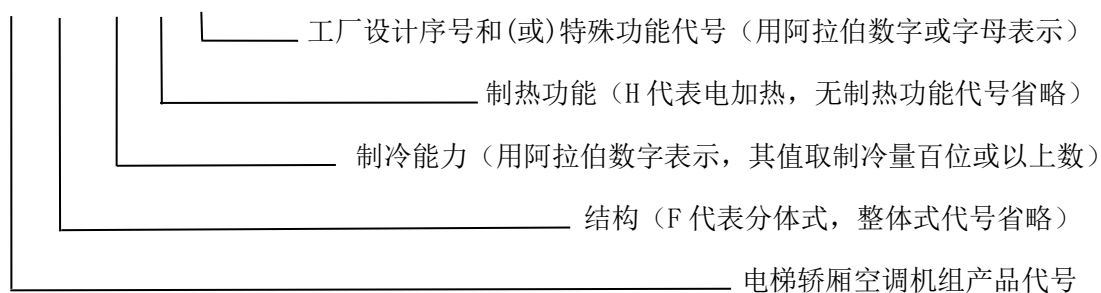 工厂设计序号和(或)特殊功能代号（用阿拉伯数字或字母表示）
制热功能（H代表电加热，无制热功能代号省略）
制冷能力（用阿拉伯数字表示，其值取制冷量百位或以上数）
结构（F代表分体式，整体式代号省略）
电梯轿厢空调机组产品代号